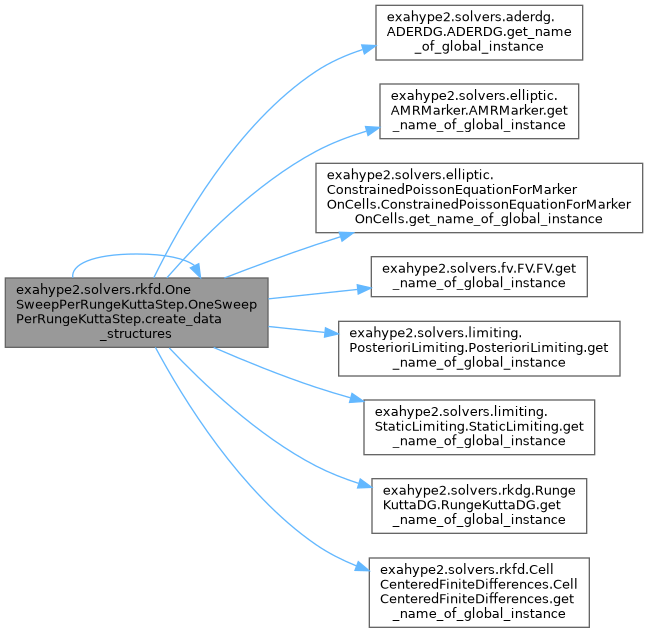 exahype2.solvers.aderdg.
ADERDG.ADERDG.get_name
_of_global_instance
exahype2.solvers.elliptic.
AMRMarker.AMRMarker.get
_name_of_global_instance
exahype2.solvers.elliptic.
ConstrainedPoissonEquationForMarker
OnCells.ConstrainedPoissonEquationForMarker
OnCells.get_name_of_global_instance
exahype2.solvers.rkfd.One
SweepPerRungeKuttaStep.OneSweep
PerRungeKuttaStep.create_data
_structures
exahype2.solvers.fv.FV.FV.get
_name_of_global_instance
exahype2.solvers.limiting.
PosterioriLimiting.PosterioriLimiting.get
_name_of_global_instance
exahype2.solvers.limiting.
StaticLimiting.StaticLimiting.get
_name_of_global_instance
exahype2.solvers.rkdg.Runge
KuttaDG.RungeKuttaDG.get
_name_of_global_instance
exahype2.solvers.rkfd.Cell
CenteredFiniteDifferences.Cell
CenteredFiniteDifferences.get
_name_of_global_instance